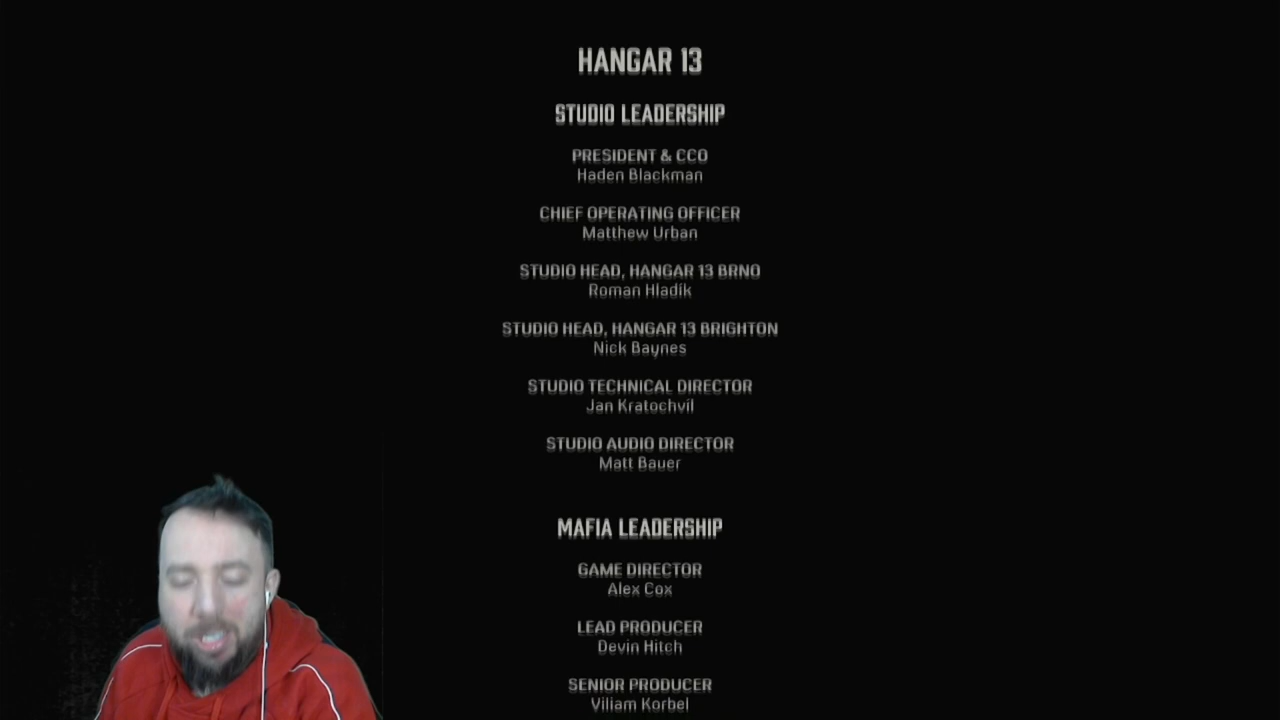 HANGAR 13
STUDIO LEADERSHIP
PRESIDENT & CCO
Haden Blackman
CHIEF OPERATING OFFICER
Matthew Urban
STUDIO HEAD, HANGAR 13 BRNO
Roman Hladík
STUDIO HEAD, HANGAR 13 BRIGHTON
Nick Baynes
STUDIO TECHNICAL DIRECTOR
Jan Kratochvíl
STUDIO AUDIO DIRECTOR
Matt Bauer
MAFIA LEADERSHIP
GAME DIRECTOR
Alex Cox
LEAD PRODUCER
Devin Hitch
SENIOR PRODUCER
Viliam Korbel